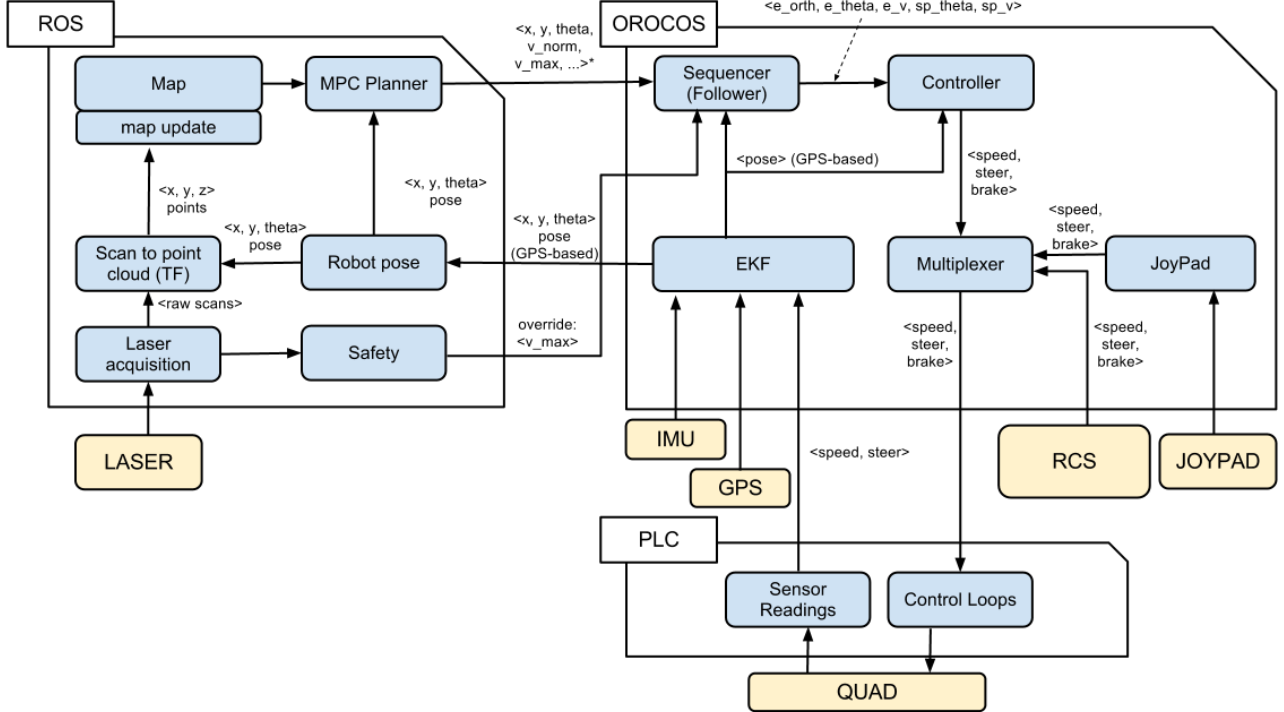 ROS
Map
map update
MPC Planner
<x, y, z>
points
<x, y, theta>
pose
<x, y, theta>
pose
Scan to point
cloud (TF)
Robot pose
<raw scans>
Laser
acquisition
Safety
LASER
<x, y, theta,
v_norm,
v_max, ...>*
<x, y, theta>
pose
(GPS-based)
override:
<v_max>
OROCOS
<e_orth, e_theta, e_v, sp_theta, sp_v>
Sequencer
(Follower)
Controller
<pose> (GPS-based)
<speed,
steer,
brake>
<speed,
steer,
brake>
EKF
Multiplexer
JoyPad
<speed,
steer,
brake>
<speed,
steer,
brake>
IMU
GPS
<speed, steer>
RCS
JOYPAD
PLC
Sensor
Readings
Control Loops
QUAD